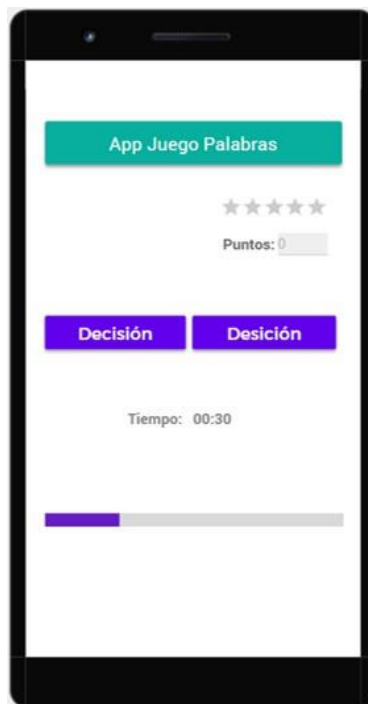 App Juego Palabras
Puntos: 0
Decisión Desición
Tiempo: 00:30